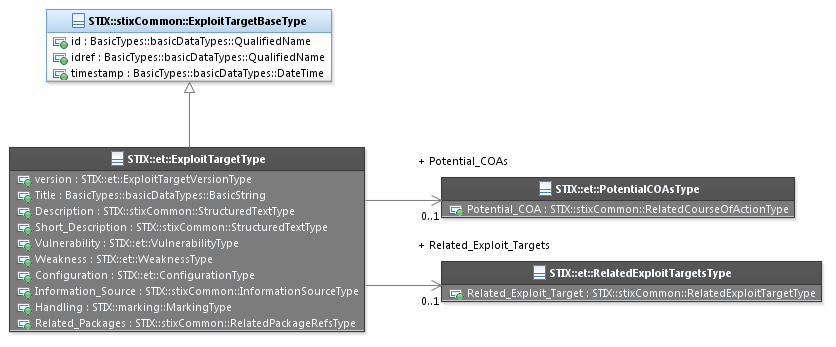 STIX::stixCommon::ExploitTargetBaseType
id : BasicTypes::basicDataTypes::QualifiedName
idref : BasicTypes::basicDataTypes::QualifiedName
timestamp : BasicTypes::basicDataTypes::DateTime
STIX::et::ExploitTargetType
version : STIX::et::ExploitTargetVersionType
Title : BasicTypes::basicDataTypes::BasicString
Description : STIX::stixCommon::StructuredTextType
Short_Description : STIX::stixCommon::StructuredTextType
Vulnerability : STIX::et::VulnerabilityType
Weakness : STIX::et::WeaknessType
Configuration : STIX::et::ConfigurationType
Information_Source : STIX::stixCommon::InformationSourceType
Handling : STIX::marking::MarkingType
Related_Packages : STIX::stixCommon::RelatedPackageRefsType
+ Potential_COAs
0..1
STIX::et::PotentialCOAsType
Potential_COA : STIX::stixCommon::RelatedCourseOfActionType
+ Related_Exploit_Targets
0..1
STIX::et::RelatedExploitTargetsType
Related_Exploit_Target : STIX::stixCommon::RelatedExploitTargetType